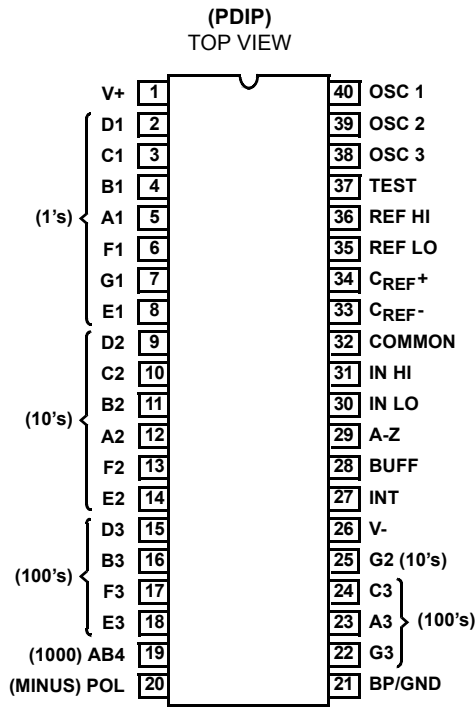 (PDIP)
TOP VIEW
V+ 1 40 OSC 1
D1 2 39 OSC 2
C1 3 38 OSC 3
B1 4 37 TEST
(1's) A1 5 36 REF HI
F1 6 35 REF LO
G1 7 34 CREF+
E1 8 33 CREF-
D2 9 32 COMMON
C2 10 31 IN HI
(10's) B2 11 30 IN LO
A2 12 29 A-Z
F2 13 28 BUFF
E2 14 27 INT
D3 15 26 V-
(100's) B3 16 25 G2 (10's)
F3 17 24 C3
E3 18 23 A3 (100's)
(1000) AB4 19 22 G3
(MINUS) POL 20 21 BP/GND